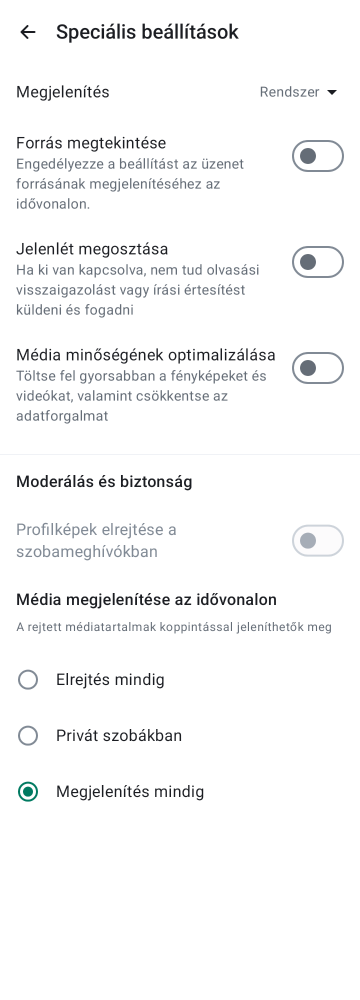 Speciális beállítások
Megjelenítés
Rendszer
Forrás megtekintése
Engedélyezze a beállítást az üzenet
forrásának megjelenítéséhez az
idővonalon.
Jelenlét megosztása
Ha ki van kapcsolva, nem tud olvasási
visszaigazolást vagy írási értesítést
küldeni és fogadni
Média minőségének optimalizálása
Töltse fel gyorsabban a fényképeket és
videókat, valamint csökkentse az
adatforgalmat
Moderálás és biztonság
Profilképek elrejtése a
szobameghívókban
Média megjelenítése az idővonalon
A rejtett médiatartalmak koppintással jeleníthetők meg
Elrejtés mindig
Privát szobákban
Megjelenítés mindig